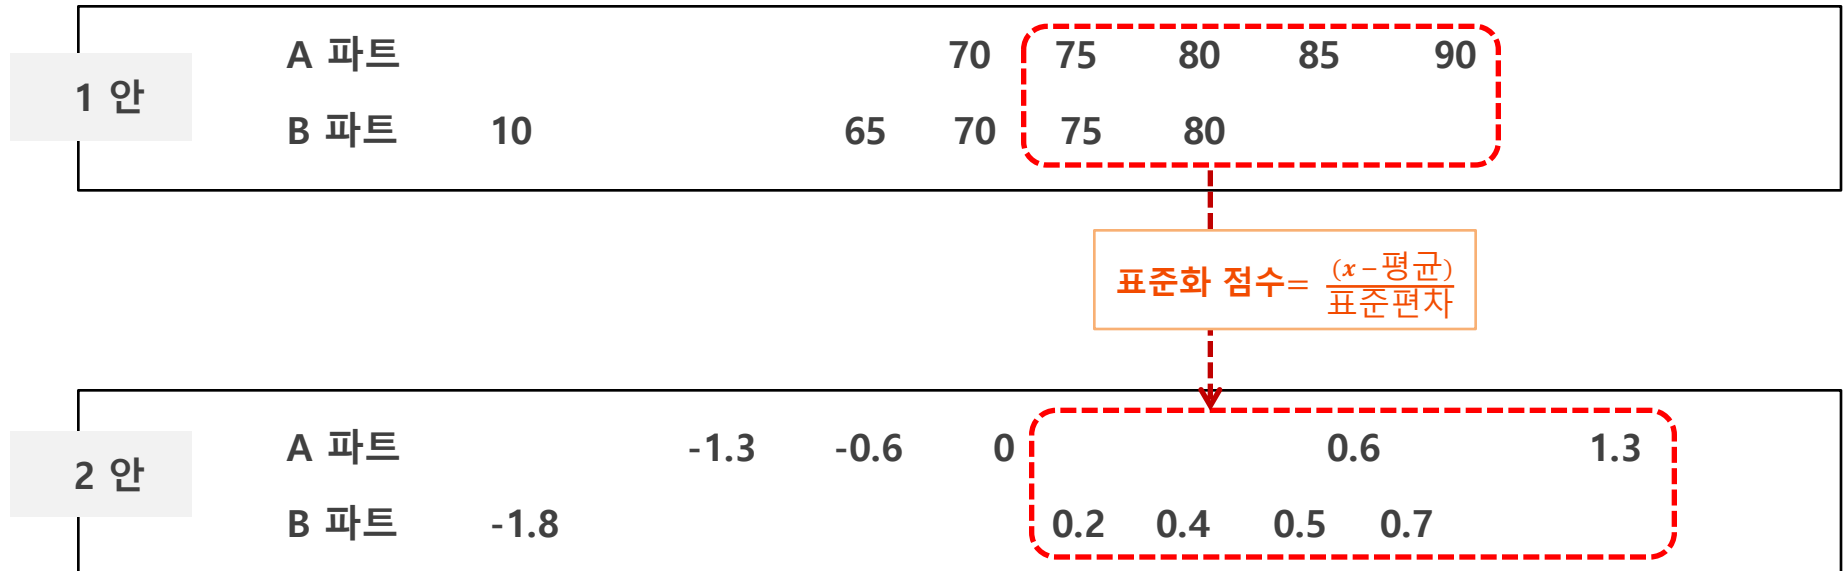 1 안
A 파트 70 75 80 85 90
B 파트 10 65 70 75 80
표준화 점수= (x－평균)
표준편차
2 안
A 파트 -1.3 -0.6 0 0.6 1.3
B 파트 -1.8 0.2 0.4 0.5 0.7